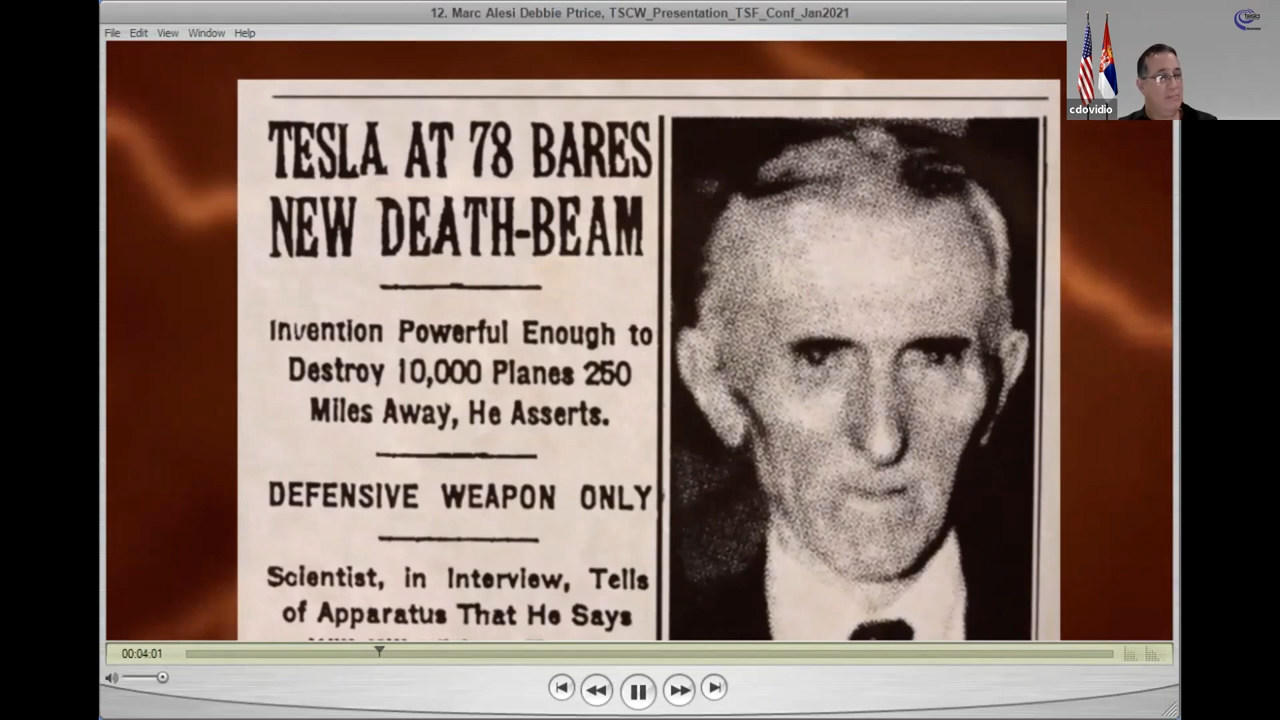 12. Marc Alesi Debbie Ptrice, TSCW_Presentation_TSF_Conf_Jan2021
File Edit View Window Help
cdovidio
TESLA AT 78 BARES
NEW DEATH-BEAM
Invention Powerful Enough to
Destroy 10,000 Planes 250
Miles Away, He Asserts.
DEFENSIVE WEAPON ONLY
Scientist, in Interview, Tells
of Apparatus That He Says
00:04:01